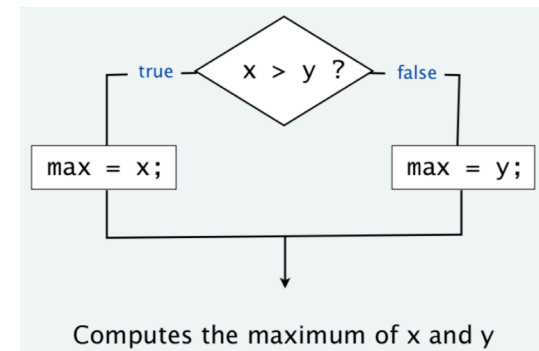 x > y ?
true
false
max = x;
max = y;
Computes the maximum of x and y